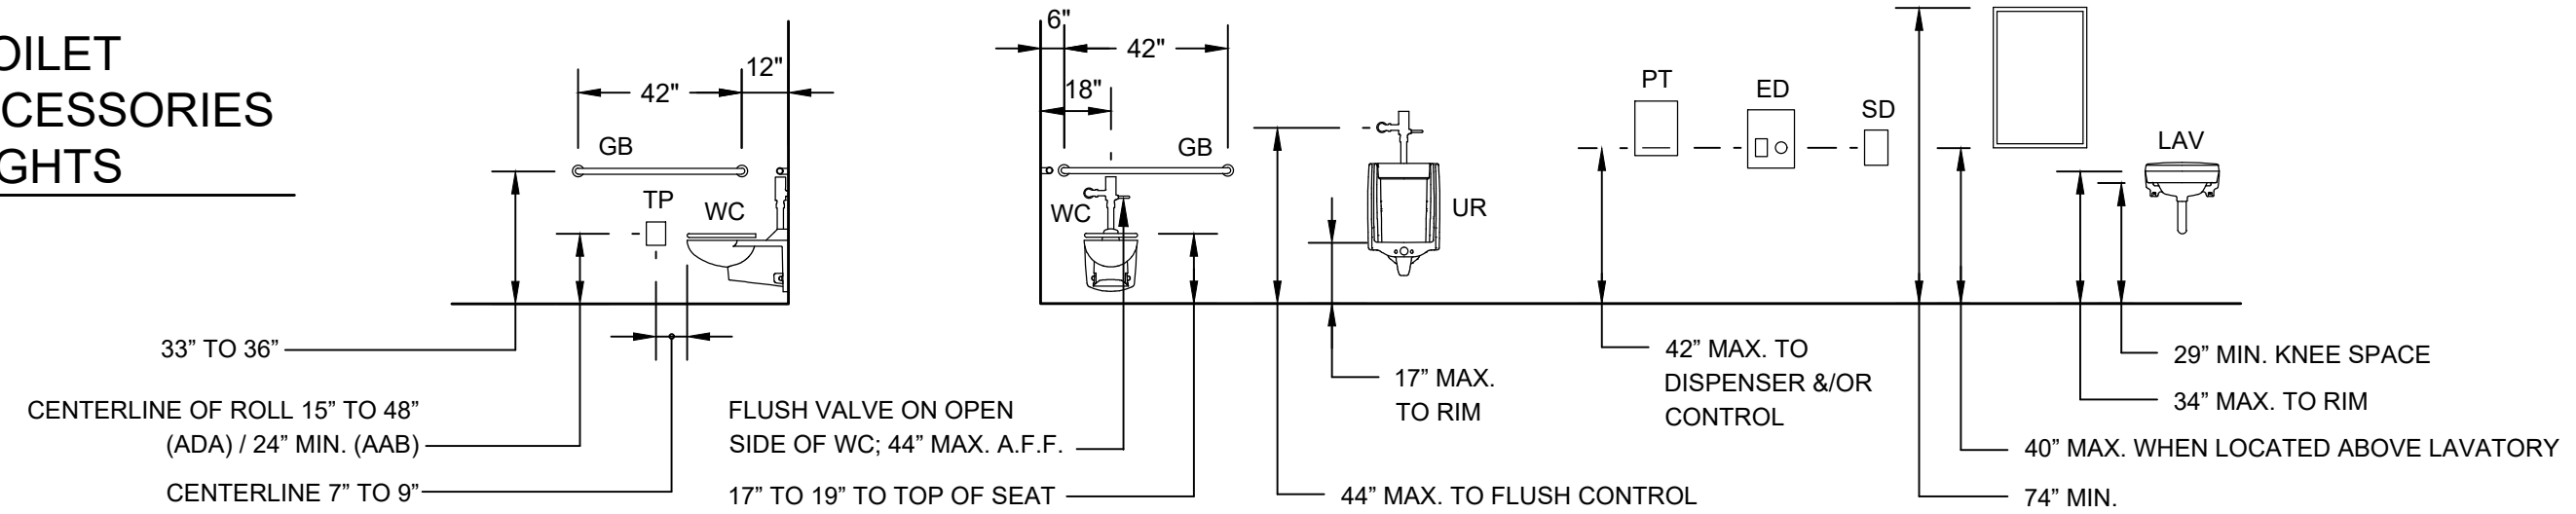 OILET
CESSORIES
GHTS
42"
12"
GB
TP
WC
33” TO 36”
CENTERLINE OF ROLL 15” TO 48”
(ADA) / 24” MIN. (AAB)
CENTERLINE 7” TO 9”
6"
42"
18"
GB
WC
FLUSH VALVE ON OPEN
SIDE OF WC; 44” MAX. A.F.F.
17” TO 19” TO TOP OF SEAT
UR
17” MAX.
TO RIM
44” MAX. TO FLUSH CONTROL
PT
ED
SD
42” MAX. TO
DISPENSER &/OR
CONTROL
LAV
29” MIN. KNEE SPACE
34” MAX. TO RIM
40” MAX. WHEN LOCATED ABOVE LAVATORY
74” MIN.